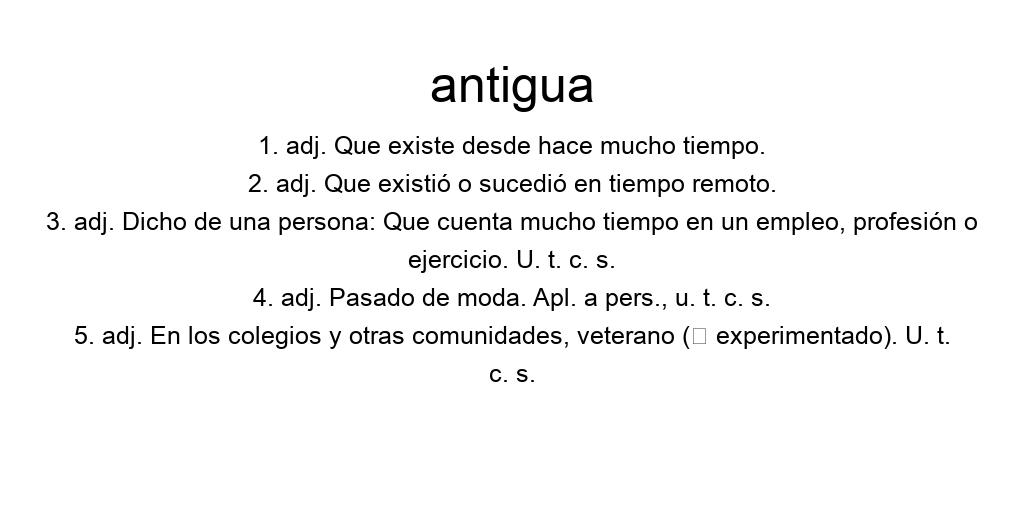 antigua
1. adj. Que existe desde hace mucho tiempo.
2. adj. Que existió o sucedió en tiempo remoto.
3. adj. Dicho de una persona: Que cuenta mucho tiempo en un empleo, profesión o
ejercicio. U. t. c. s.
4. adj. Pasado de moda. Apl. a pers., u. t. c. s.
5. adj. En los colegios y otras comunidades, veterano (□ experimentado). U. t.
c. s.